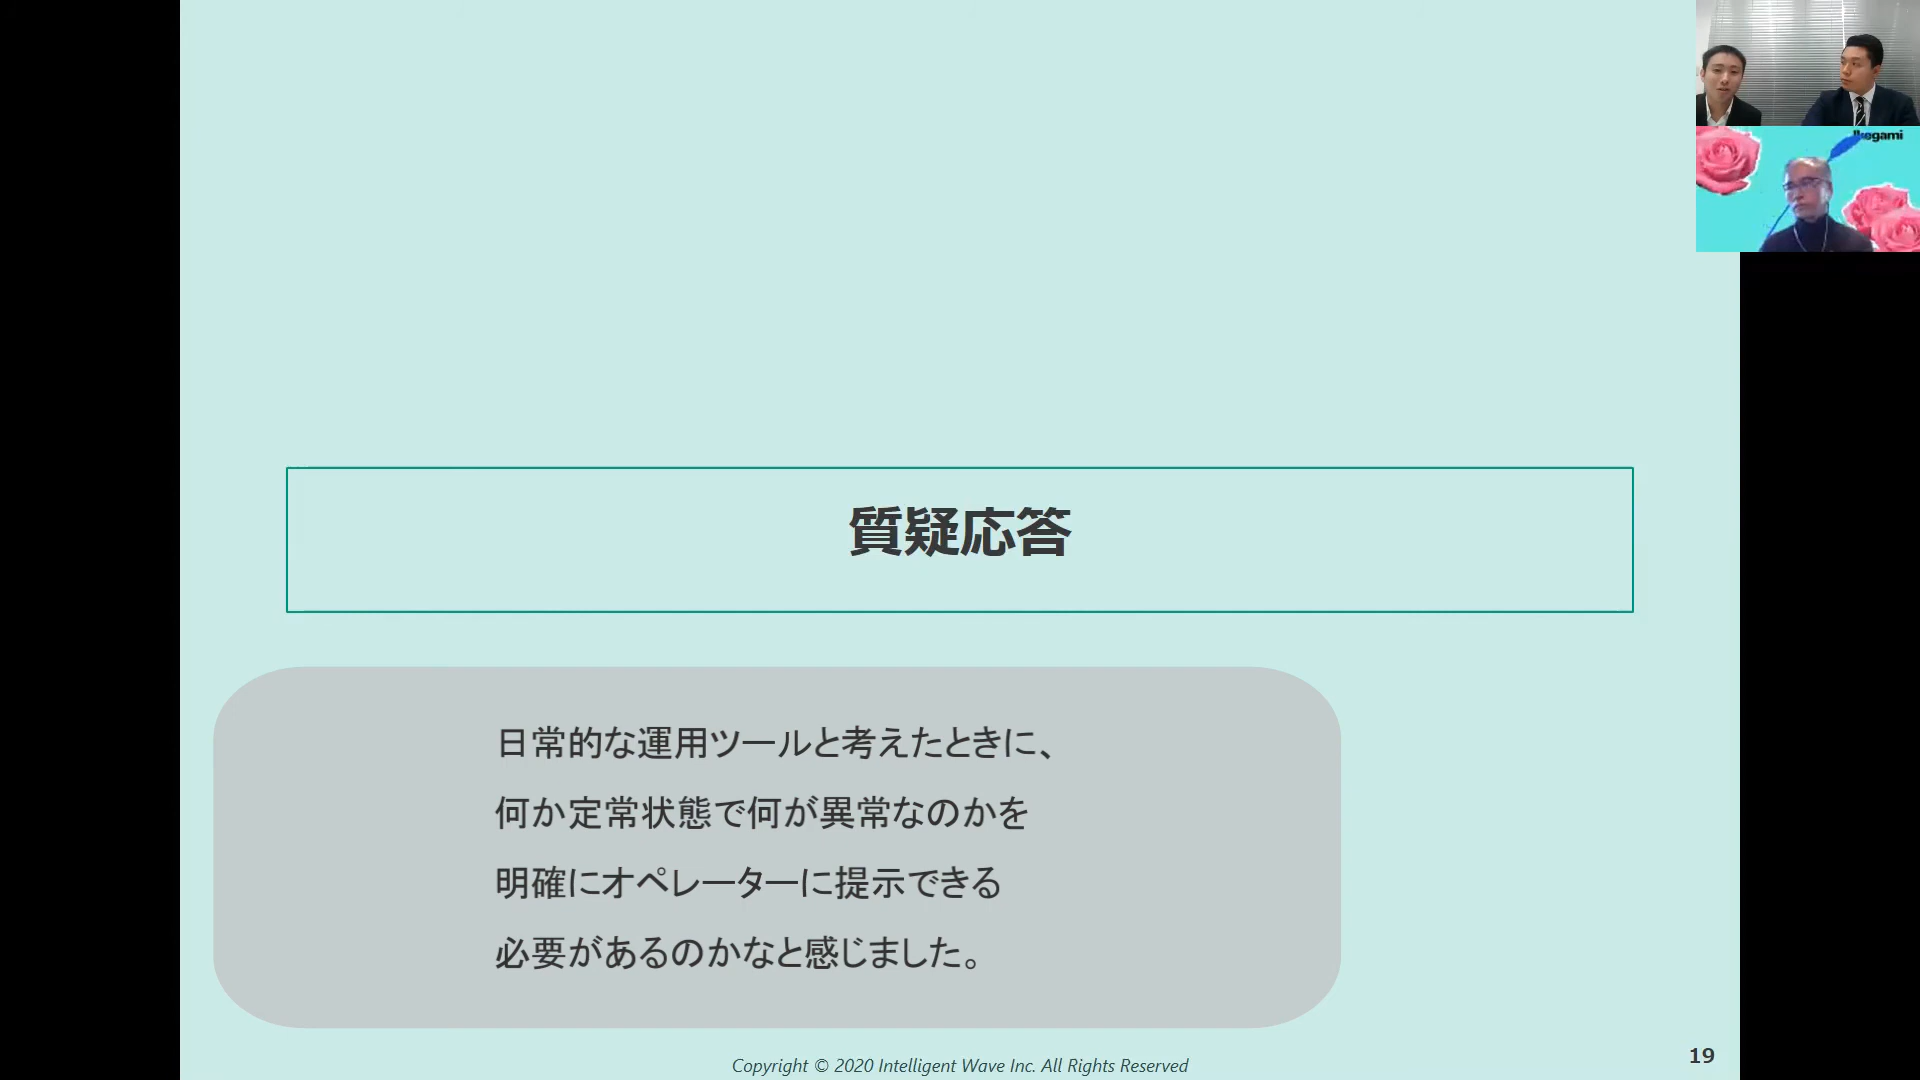 Ikegami
質疑応答
日常的な運用ツールと考えたときに、
何か定常状態で何が異常なのかを
明確にオペレーターに提示できる
必要があるのかなと感じました。
Copyright © 2020 Intelligent Wave Inc. All Rights Reserved
19